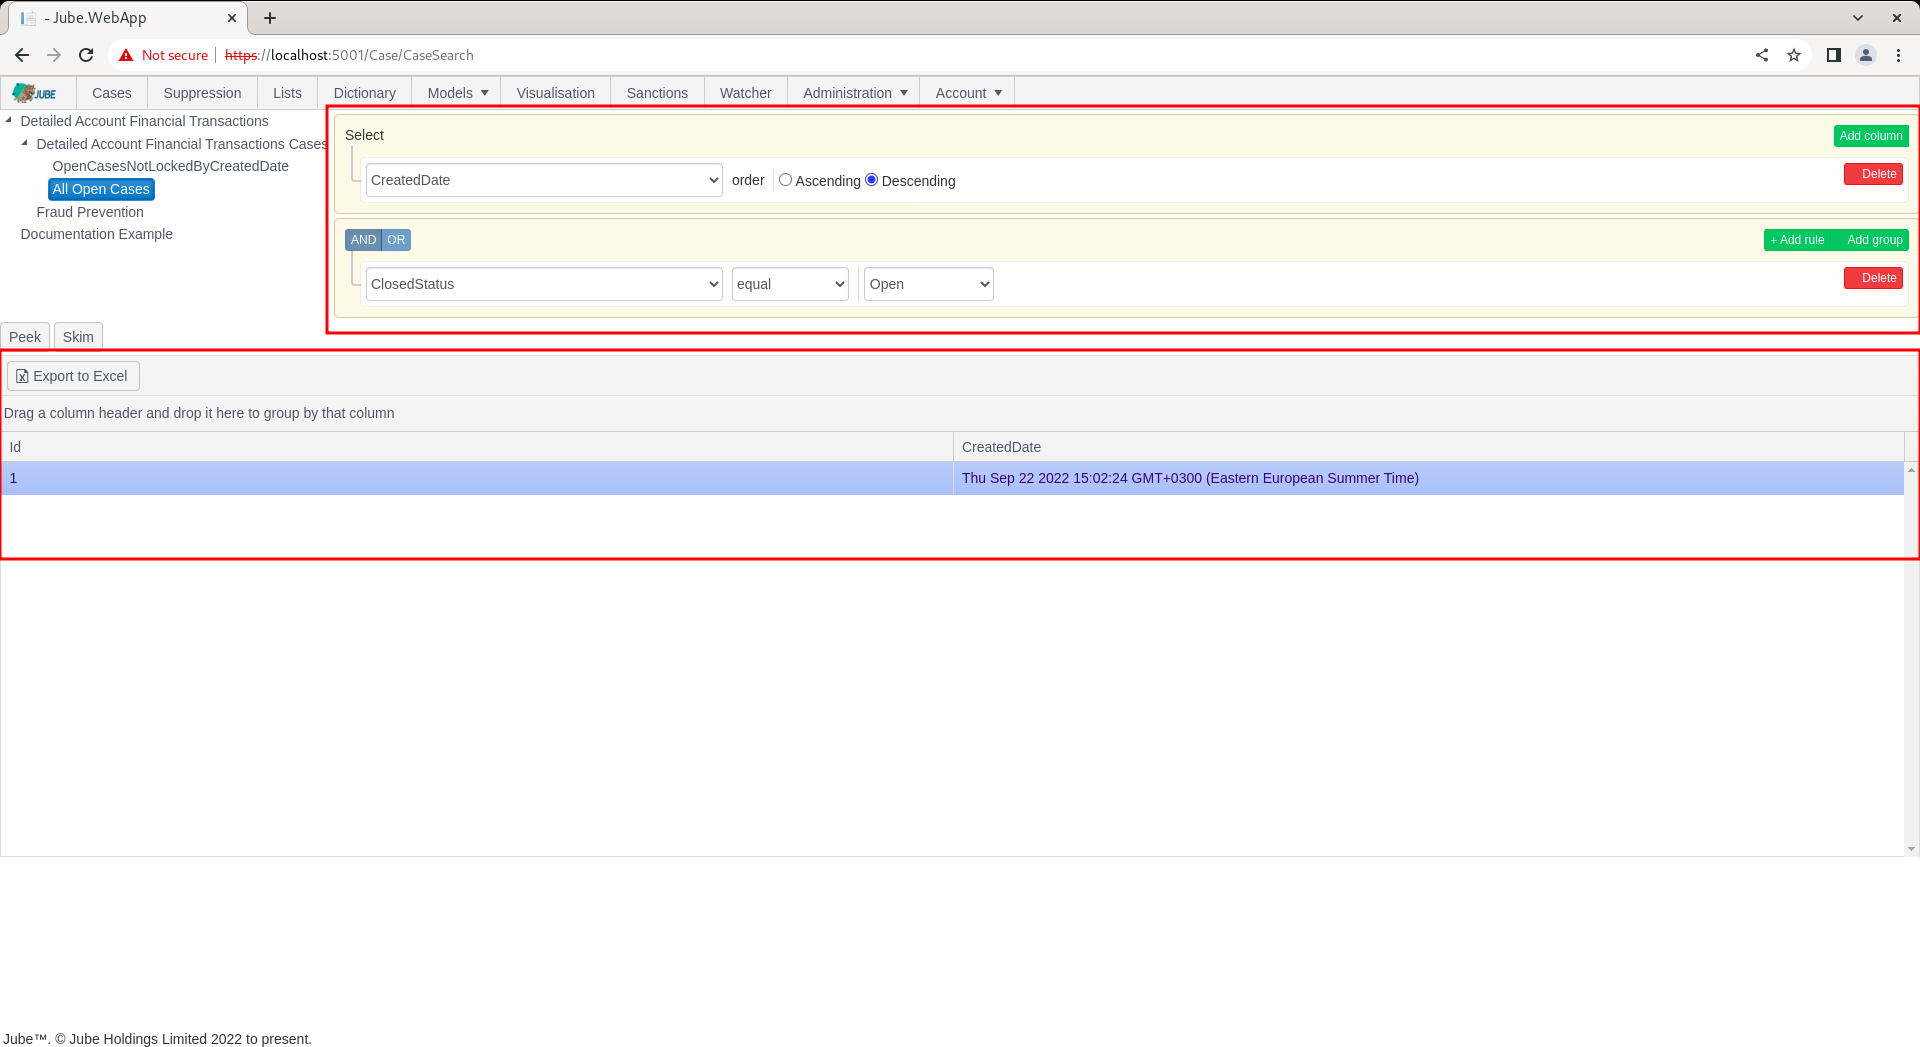 - Jube.WebApp
Not secure https://localhost:5001/Case/CaseSearch
JUBE Cases Suppression Lists Dictionary Models Visualisation Sanctions Watcher Administration Account
Detailed Account Financial Transactions
Detailed Account Financial Transactions Cases
OpenCasesNotLockedByCreatedDate
All Open Cases
Fraud Prevention
Documentation Example
Select Add column
CreatedDate order Ascending Descending Delete
AND OR + Add rule Add group
ClosedStatus equal Open Delete
Peek Skim
Export to Excel
Drag a column header and drop it here to group by that column
Id CreatedDate
1 Thu Sep 22 2022 15:02:24 GMT+0300 (Eastern European Summer Time)
Jube™. © Jube Holdings Limited 2022 to present.